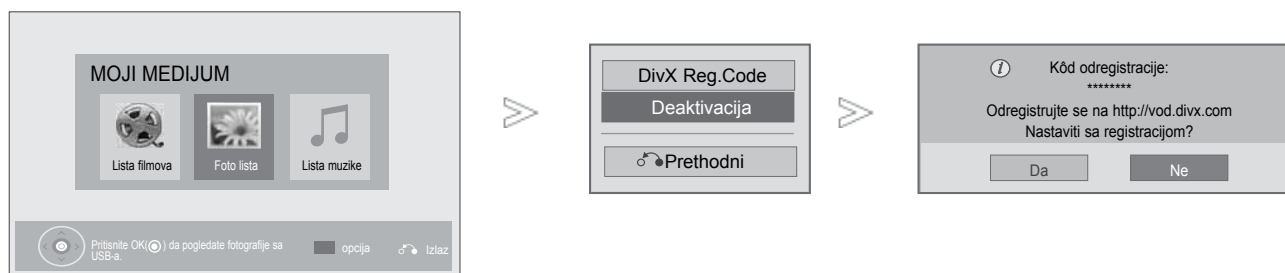 MOJI MEDIJUM
Lista filmova
Foto lista
Lista muzike
Pritisnite OK(◉) da pogledate fotografije sa
USB-a.
opcija
Izlaz
DivX Reg.Code
Deaktivacija
Prethodni
Kôd odregistracije:
********
Odregistrujte se na http://vod.divx.com
Nastaviti sa registracijom?
Da
Ne